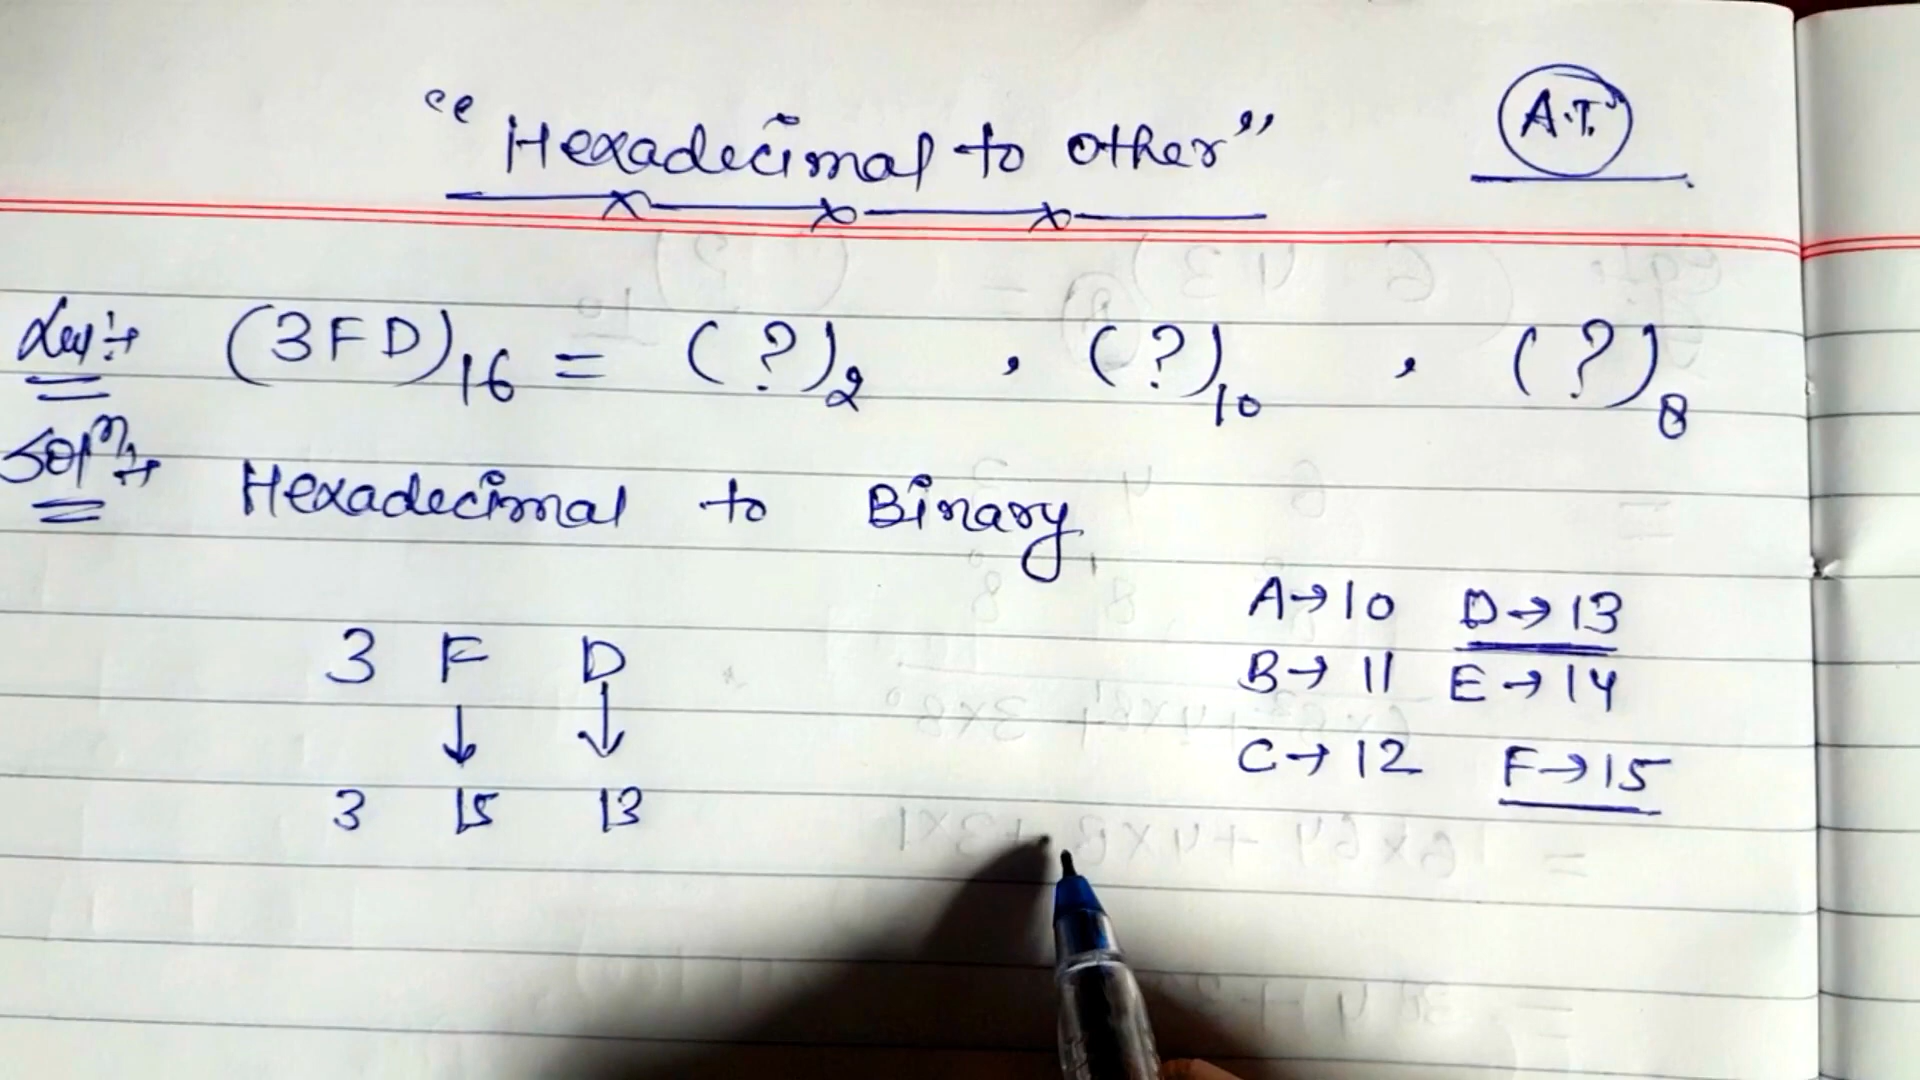 "Hexadecimal to other" A.T.
(3FD)16 = (?)2 , (?)10 , (?)8
Solⁿ:→ Hexadecimal to Binary
A→10 D→13
B→11 E→14
C→12 F→15
3 F D
↓ ↓
3 15 13